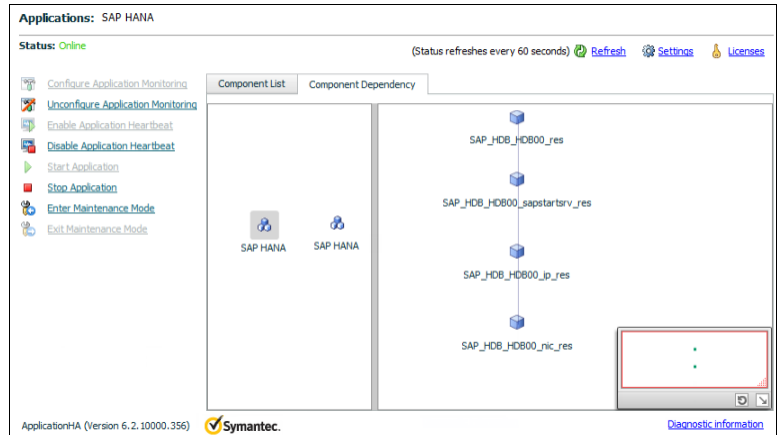 Applications: SAP HANA
Status: Online
(Status refreshes every 60 seconds) Refresh Settings Licenses
Configure Application Monitoring
Unconfigure Application Monitoring
Enable Application Heartbeat
Disable Application Heartbeat
Start Application
Stop Application
Enter Maintenance Mode
Exit Maintenance Mode
Component List Component Dependency
SAP HANA SAP HANA
SAP_HDB_HDB00_res
SAP_HDB_HDB00_sapstartsrv_res
SAP_HDB_HDB00_ip_res
SAP_HDB_HDB00_nic_res
ApplicationHA (Version 6.2.10000.356) Symantec. Diagnostic information